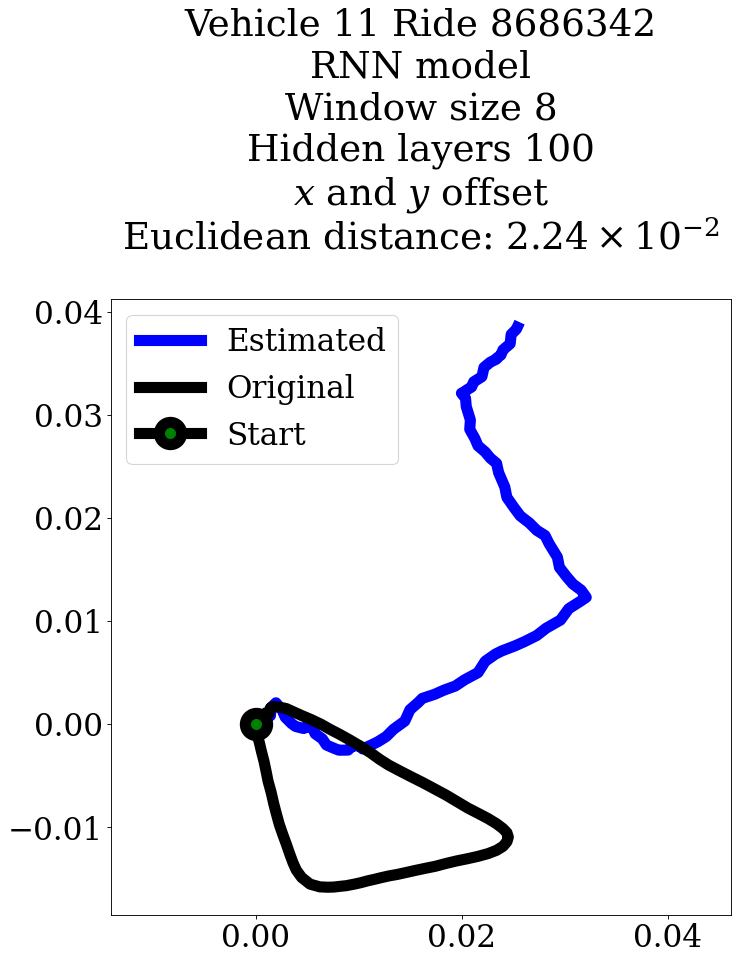 Vehicle 11 Ride 8686342
RNN model
Window size 8
Hidden layers 100
x and y offset
Euclidean distance: 2.24 × 10⁻²
0.04
0.03
0.02
0.01
0.00
−0.01
Estimated
Original
Start
0.00 0.02 0.04